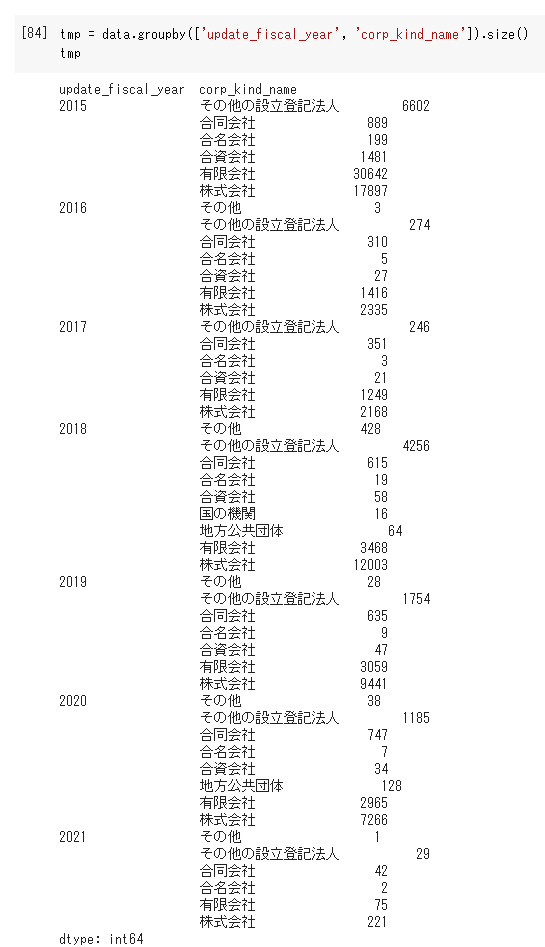 [84] tmp = data.groupby(['update_fiscal_year', 'corp_kind_name']).size()
tmp
update_fiscal_year corp_kind_name
2015 その他の設立登記法人 6602
合同会社 889
合名会社 199
合資会社 1481
有限会社 30642
株式会社 17897
2016 その他 3
その他の設立登記法人 274
合同会社 310
合名会社 5
合資会社 27
有限会社 1416
株式会社 2335
2017 その他の設立登記法人 246
合同会社 351
合名会社 3
合資会社 21
有限会社 1249
株式会社 2168
2018 その他 428
その他の設立登記法人 4256
合同会社 615
合名会社 19
合資会社 58
国の機関 16
地方公共団体 64
有限会社 3468
株式会社 12003
2019 その他 28
その他の設立登記法人 1754
合同会社 635
合名会社 9
合資会社 47
有限会社 3059
株式会社 9441
2020 その他 38
その他の設立登記法人 1185
合同会社 747
合名会社 7
合資会社 34
地方公共団体 128
有限会社 2965
株式会社 7266
2021 その他 1
その他の設立登記法人 29
合同会社 42
合名会社 2
有限会社 75
株式会社 221
dtype: int64